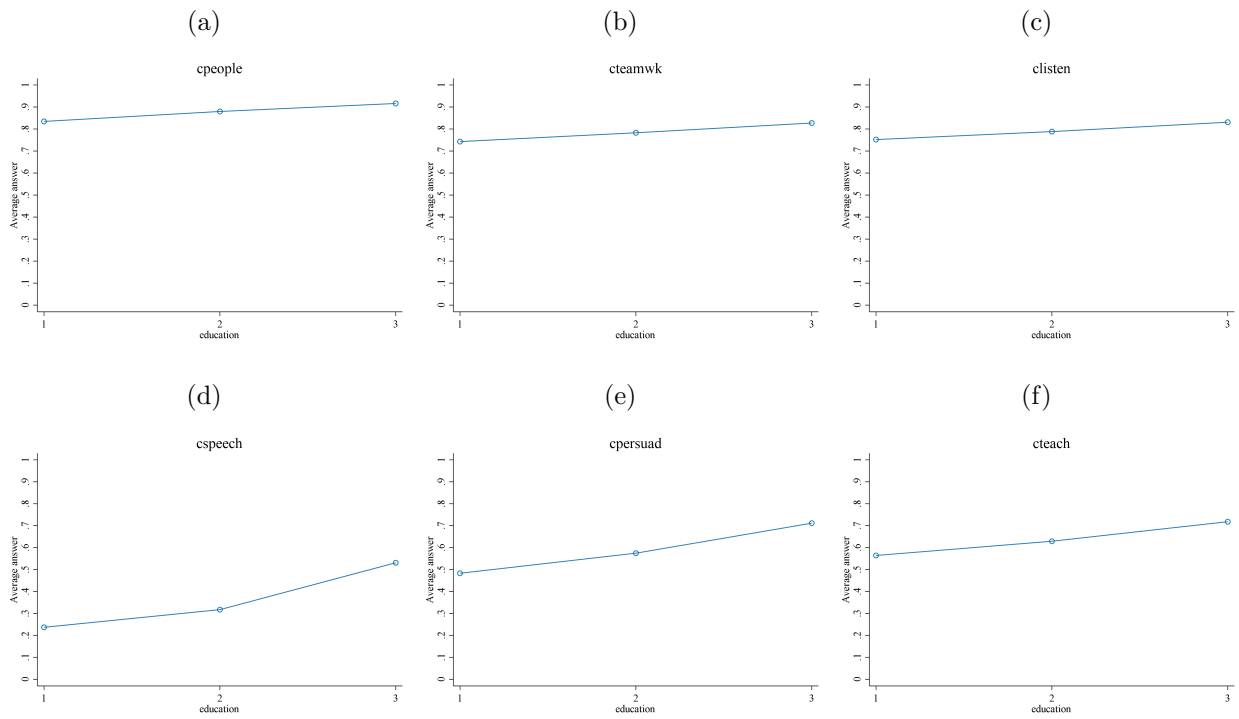 (a)
(b)
(c)
cpeople
cteamwk
clisten
Average answer
0 .1 .2 .3 .4 .5 .6 .7 .8 .9 1
1 2 3
education
Average answer
0 .1 .2 .3 .4 .5 .6 .7 .8 .9 1
1 2 3
education
Average answer
0 .1 .2 .3 .4 .5 .6 .7 .8 .9 1
1 2 3
education
(d)
(e)
(f)
cspeech
cpersuad
cteach
Average answer
0 .1 .2 .3 .4 .5 .6 .7 .8 .9 1
1 2 3
education
Average answer
0 .1 .2 .3 .4 .5 .6 .7 .8 .9 1
1 2 3
education
Average answer
0 .1 .2 .3 .4 .5 .6 .7 .8 .9 1
1 2 3
education